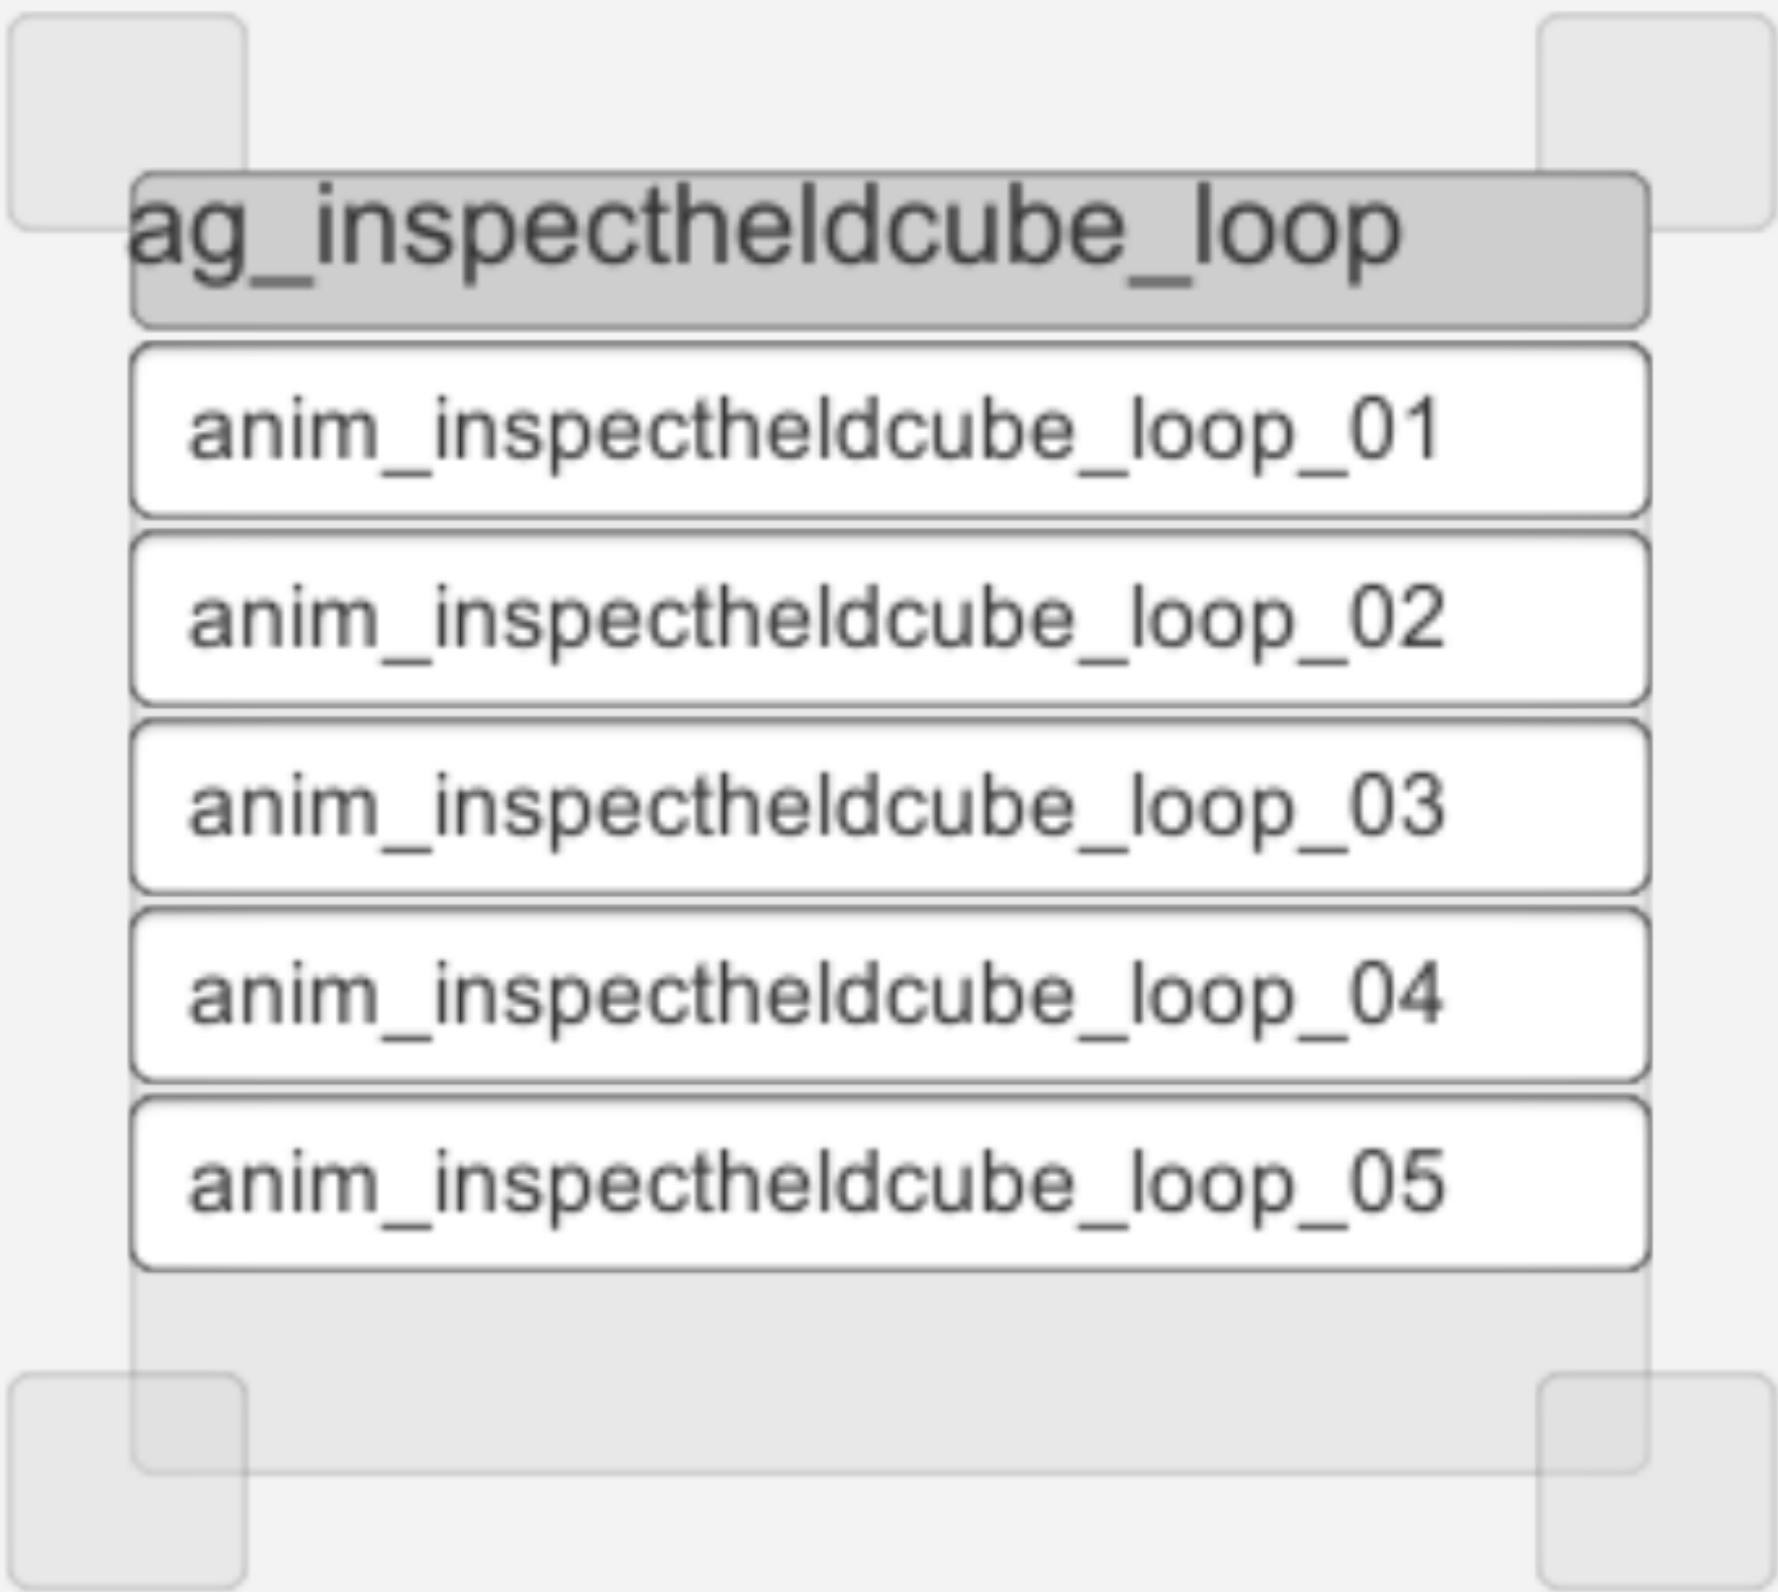 ag_inspectheldcube_loop
anim_inspectheldcube_loop_01
anim_inspectheldcube_loop_02
anim_inspectheldcube_loop_03
anim_inspectheldcube_loop_04
anim_inspectheldcube_loop_05